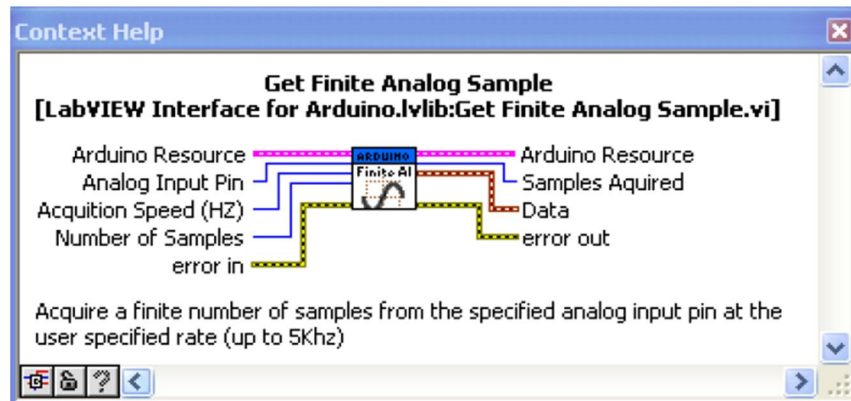 Context Help
Get Finite Analog Sample
[LabVIEW Interface for Arduino.lvlib:Get Finite Analog Sample.vi]
Arduino Resource
ARDUINO
Arduino Resource
Analog Input Pin
Finite AI
Samples Aquired
Acquition Speed (HZ)
Data
Number of Samples
error out
error in
Acquire a finite number of samples from the specified analog input pin at the
user specified rate (up to 5Khz)
?